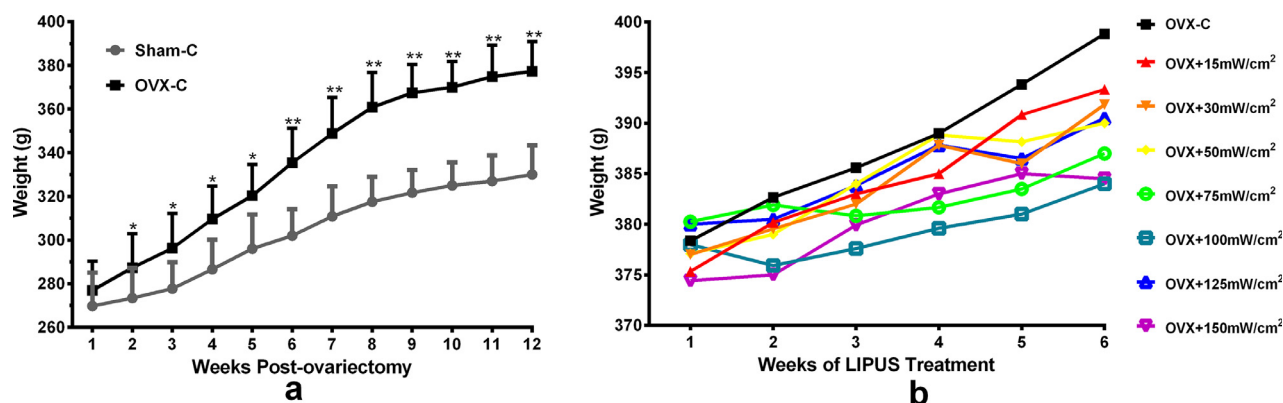 400
380
360
340
320
300
280
260
Weight (g)
Sham-C
OVX-C
* * * * ** ** ** ** ** ** **
1 2 3 4 5 6 7 8 9 10 11 12
Weeks Post-ovariectomy
a
400
395
390
385
380
375
370
Weight (g)
1 2 3 4 5 6
Weeks of LIPUS Treatment
b
OVX-C
OVX+15mW/cm²
OVX+30mW/cm²
OVX+50mW/cm²
OVX+75mW/cm²
OVX+100mW/cm²
OVX+125mW/cm²
OVX+150mW/cm²